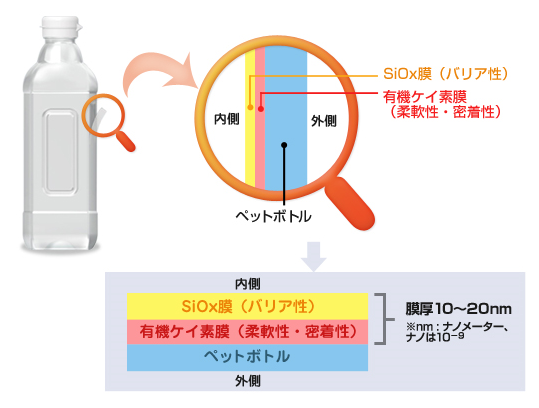 SiOx膜（バリア性）
有機ケイ素膜
（柔軟性・密着性）
内側
外側
ペットボトル
内側
SiOx膜（バリア性）
有機ケイ素膜（柔軟性・密着性）
ペットボトル
外側
膜厚10〜20nm
※nm：ナノメーター、
ナノは10⁻⁹